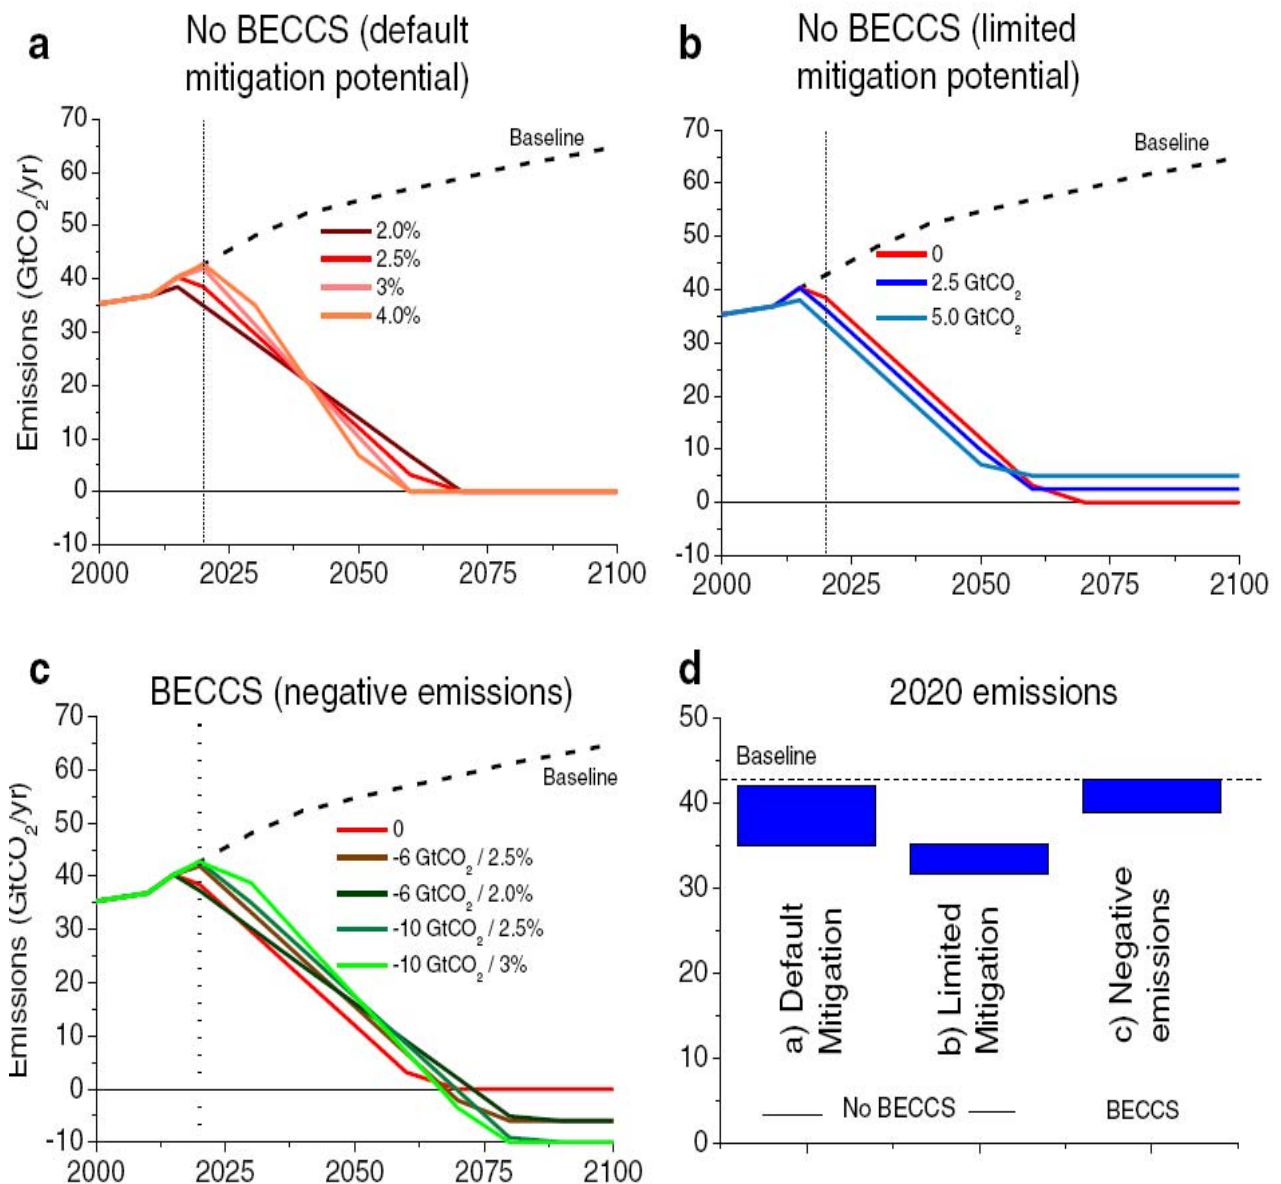 a
No BECCS (default
mitigation potential)
Emissions (GtCO2/yr)
70
60
50
40
30
20
10
0
-10
Baseline
2.0%
2.5%
3%
4.0%
2000
2025
2050
2075
2100
b
No BECCS (limited
mitigation potential)
70
60
50
40
30
20
10
0
-10
Baseline
0
2.5 GtCO2
5.0 GtCO2
2000
2025
2050
2075
2100
c
BECCS (negative emissions)
Emissions (GtCO2/yr)
70
60
50
40
30
20
10
0
-10
Baseline
0
-6 GtCO2 / 2.5%
-6 GtCO2 / 2.0%
-10 GtCO2 / 2.5%
-10 GtCO2 / 3%
2000
2025
2050
2075
2100
d
2020 emissions
50
40
30
20
10
0
Baseline
a) Default
Mitigation
b) Limited
Mitigation
c) Negative
emissions
No BECCS
BECCS